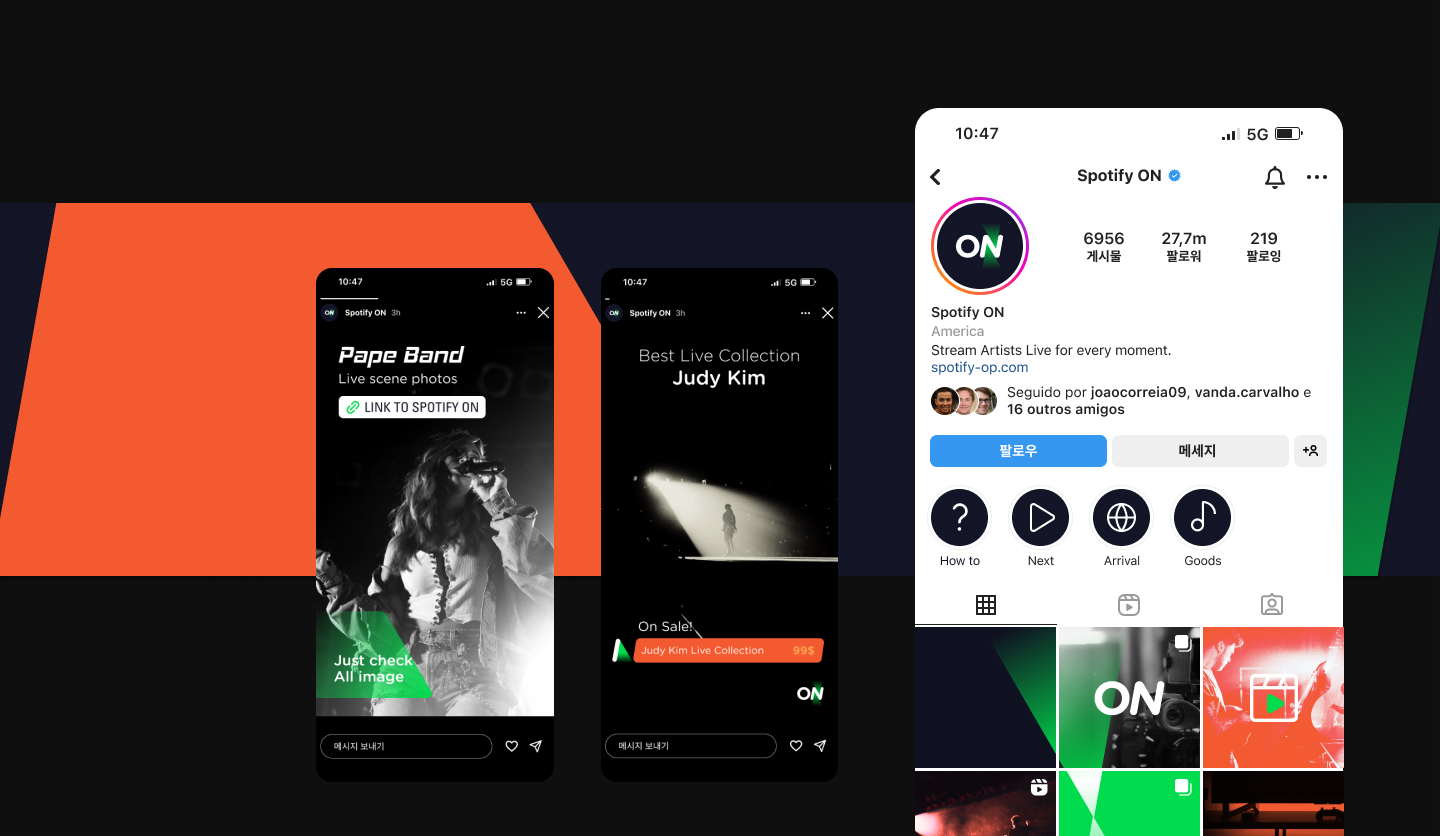 10:47
5G
ON
Spotify ON 3h
Pape Band
Live scene photos
LINK TO SPOTIFY ON
Just check
All image
메시지 보내기
10:47
5G
ON
Spotify ON 3h
Best Live Collection
Judy Kim
On Sale!
Judy Kim Live Collection 99$
ON
메시지 보내기
10:47
5G
Spotify ON
ON
6956 27,7m 219
게시물 팔로워 팔로잉
Spotify ON
America
Stream Artists Live for every moment.
spotify-op.com
Seguido por joaocorreia09, vanda.carvalho e
16 outros amigos
팔로우 메세지
?
How to Next Arrival Goods
ON